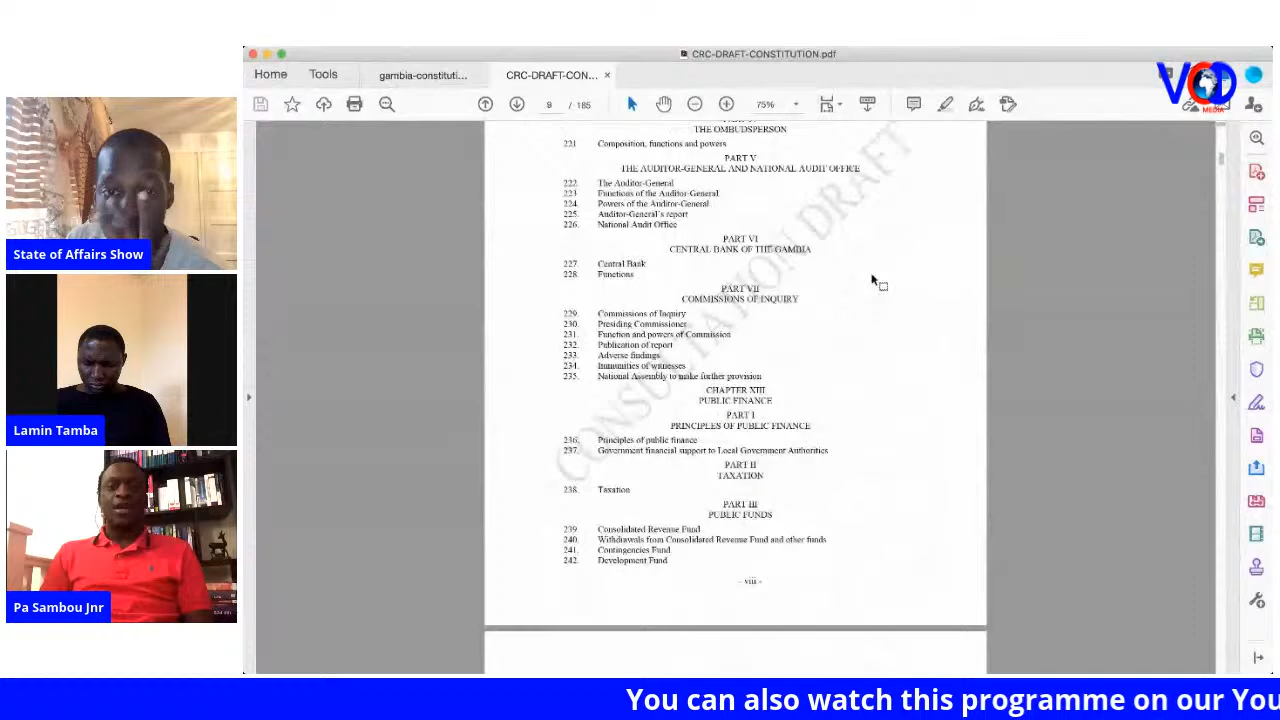 CRC-DRAFT-CONSTITUTION.pdf
Home
Tools
gambia-constituti...
CRC-DRAFT-CON...
VOD
MEDIA
9 / 185
75%
THE OMBUDSPERSON
221 Composition, functions and powers
PART V
THE AUDITOR-GENERAL AND NATIONAL AUDIT OFFICE
222. The Auditor-General
223. Functions of the Auditor-General
224. Powers of the Auditor-General
225. Auditor-General's report
226. National Audit Office
PART VI
CENTRAL BANK OF THE GAMBIA
227. Central Bank
228. Functions
PART VII
COMMISSIONS OF INQUIRY
229. Commissions of Inquiry
230. Presiding Commissioner
231. Function and powers of Commission
232. Publication of report
233. Adverse findings
234. Immunities of witnesses
235. National Assembly to make further provision
CHAPTER XIII
PUBLIC FINANCE
PART I
PRINCIPLES OF PUBLIC FINANCE
236. Principles of public finance
237. Government financial support to Local Government Authorities
PART II
TAXATION
238. Taxation
PART III
PUBLIC FUNDS
239 Consolidated Revenue Fund
240. Withdrawals from Consolidated Revenue Fund and other funds
241. Contingencies Fund
242. Development Fund
- viii -
CONSULTATION DRAFT
State of Affairs Show
Lamin Tamba
Pa Sambou Jnr
You can also watch this programme on our You